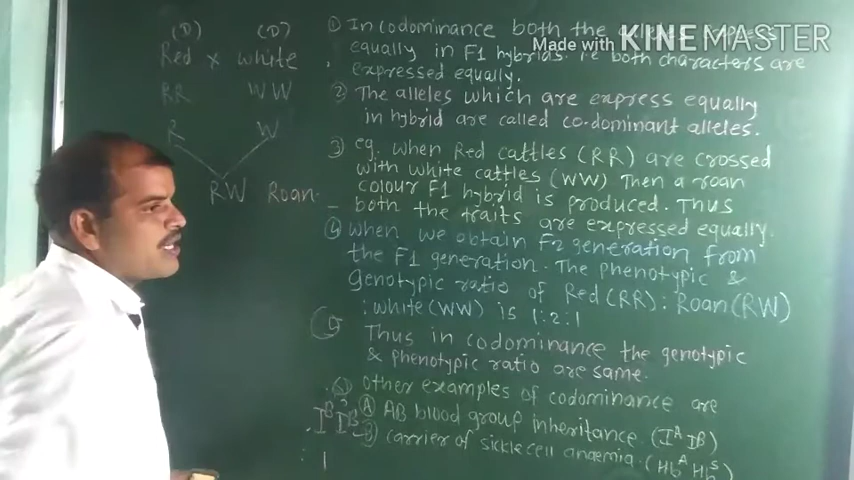 (D) (D)
Red x white
RR WW
R W
RW Roan.
① In codominance both the alleles express
equally in F1 hybrids. i.e both characters are
expressed equally.
Made with KINEMASTER
② The alleles which are express equally
in hybrid are called co-dominant alleles.
③ eg. when Red cattles (RR) are crossed
with white cattles (WW) Then a roan
colour F1 hybrid is produced. Thus
both the traits are expressed equally.
④ when we obtain F2 generation from
the F1 generation. The phenotypic &
genotypic ratio of Red (RR) : Roan (RW)
: white (WW) is 1:2:1
Thus in codominance the genotypic
& phenotypic ratio are same.
other examples of codominance are
Ⓐ AB blood group inheritance. (I^A I^B)
Ⓑ carrier of sickle cell anaemia. (Hb^A Hb^S)
I^B I^B